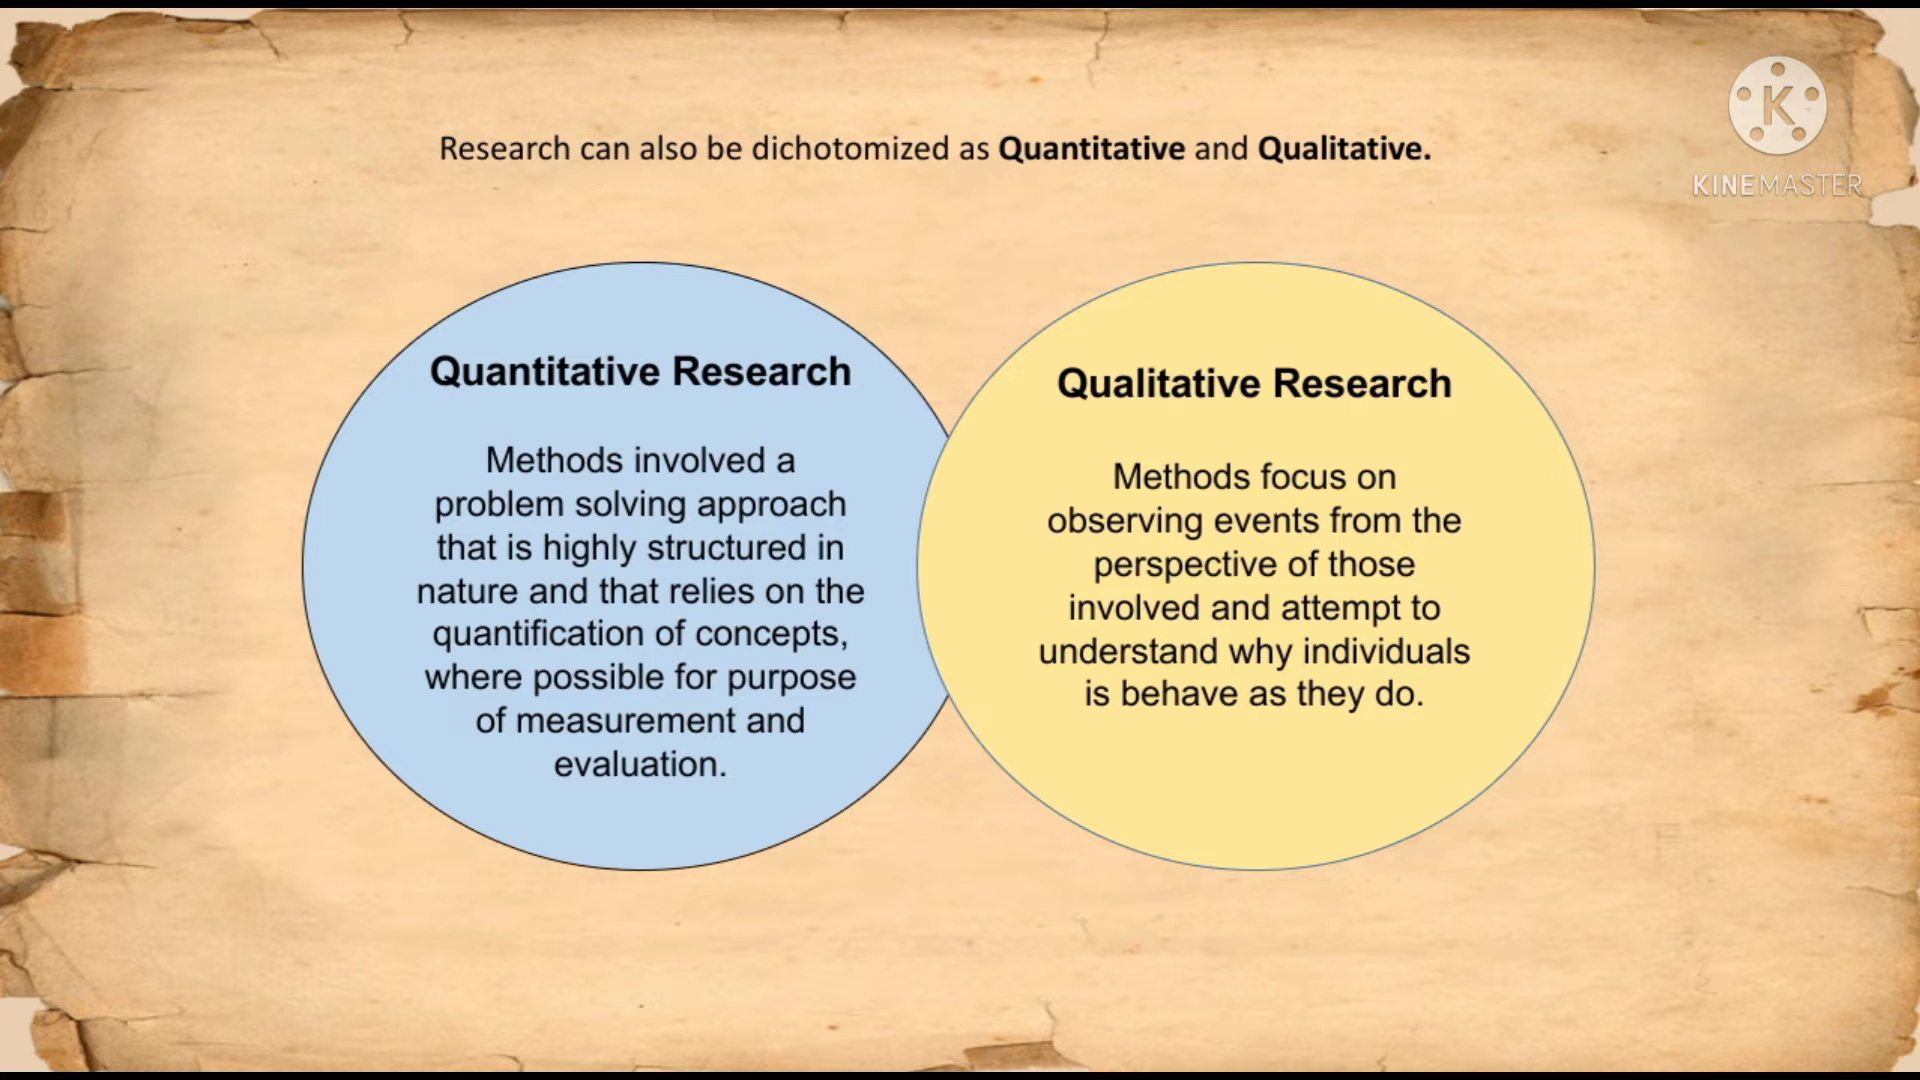 Research can also be dichotomized as Quantitative and Qualitative.
KINEMASTER
Quantitative Research
Methods involved a
problem solving approach
that is highly structured in
nature and that relies on the
quantification of concepts,
where possible for purpose
of measurement and
evaluation.
Qualitative Research
Methods focus on
observing events from the
perspective of those
involved and attempt to
understand why individuals
is behave as they do.